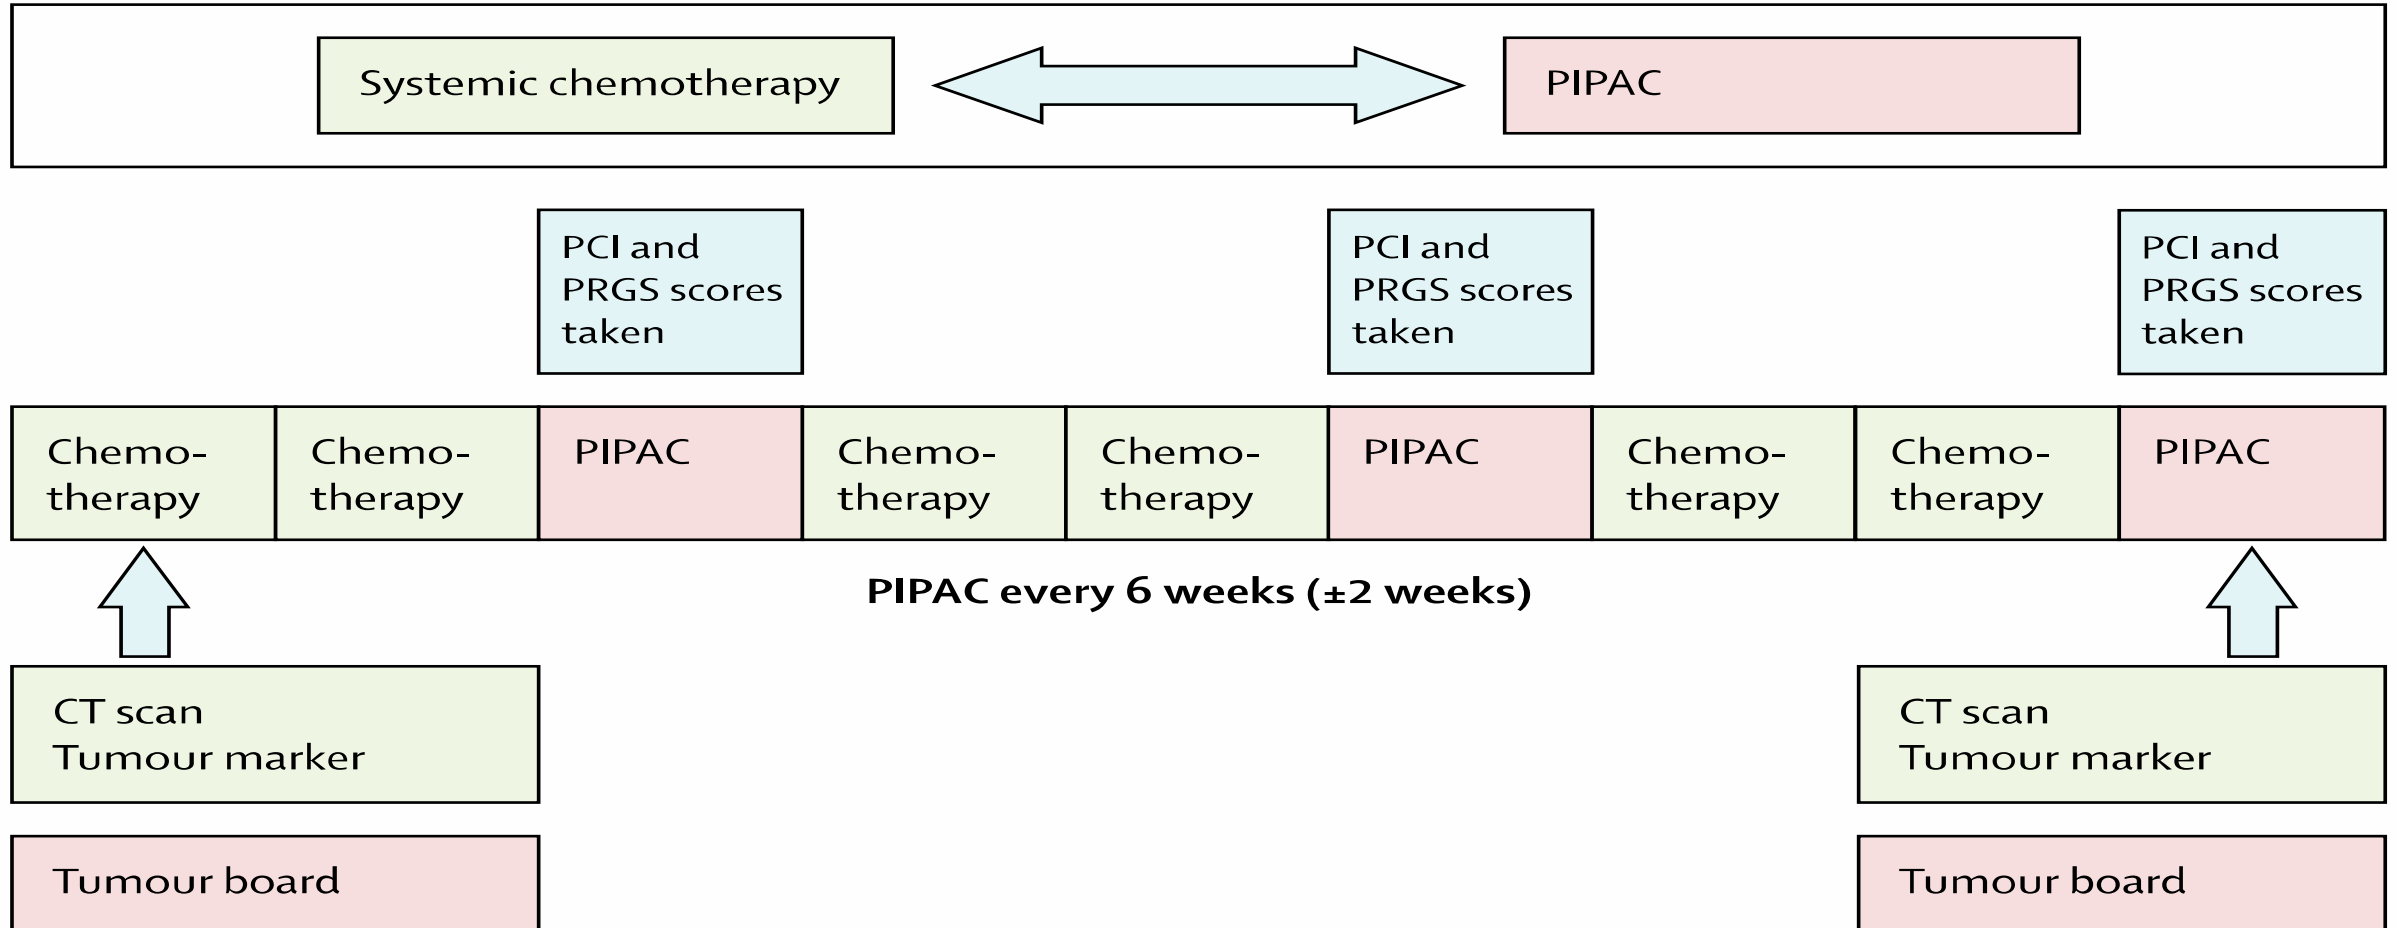 Systemic chemotherapy
PIPAC
PCI and
PRGS scores
taken
PCI and
PRGS scores
taken
PCI and
PRGS scores
taken
Chemo-
therapy
Chemo-
therapy
PIPAC
Chemo-
therapy
Chemo-
therapy
PIPAC
Chemo-
therapy
Chemo-
therapy
PIPAC
PIPAC every 6 weeks (±2 weeks)
CT scan
Tumour marker
CT scan
Tumour marker
Tumour board
Tumour board